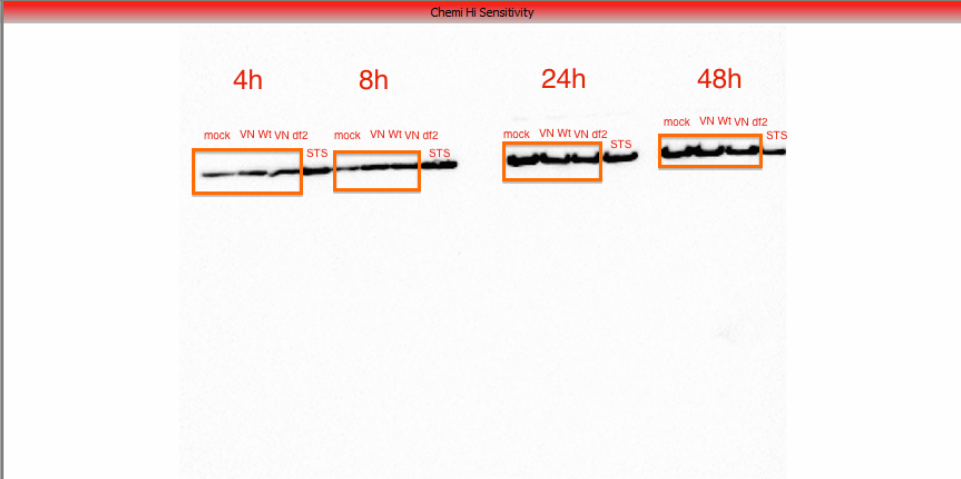 Chemi Hi Sensitivity
4h 8h 24h 48h
mock VN Wt VN df2 STS
mock VN Wt VN df2 STS
mock VN Wt VN df2 STS
mock VN Wt VN df2 STS